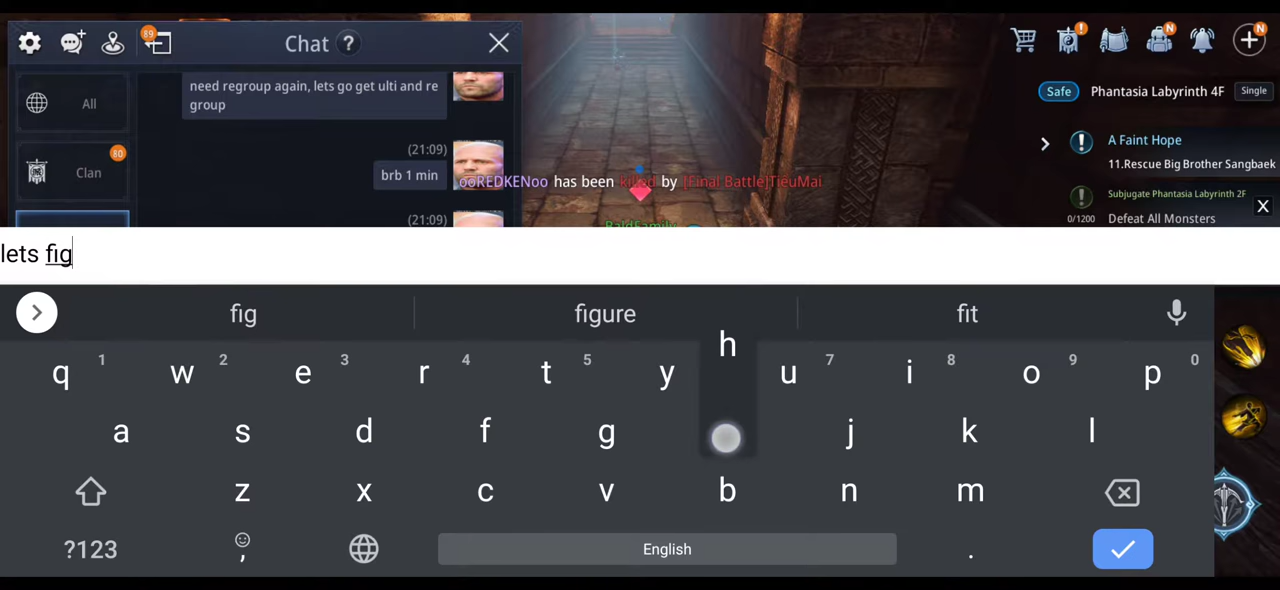 89
Chat ?
need regroup again, lets go get ulti and re
group
All
(21:09)
brb 1 min
80
Clan
(21:09)
N
N
Safe
Phantasia Labyrinth 4F
Single
A Faint Hope
11.Rescue Big Brother Sangbaek
Subjugate Phantasia Labyrinth 2F
0/1200
Defeat All Monsters
X
ooREDKENoo has been killed by [Final Battle]TieuMai
BaldFamily
lets fig
fig
figure
fit
h
q 1 w 2 e 3 r 4 t 5 y u 7 i 8 o 9 p 0
a s d f g j k l
z x c v b n m
?123
,
English
.